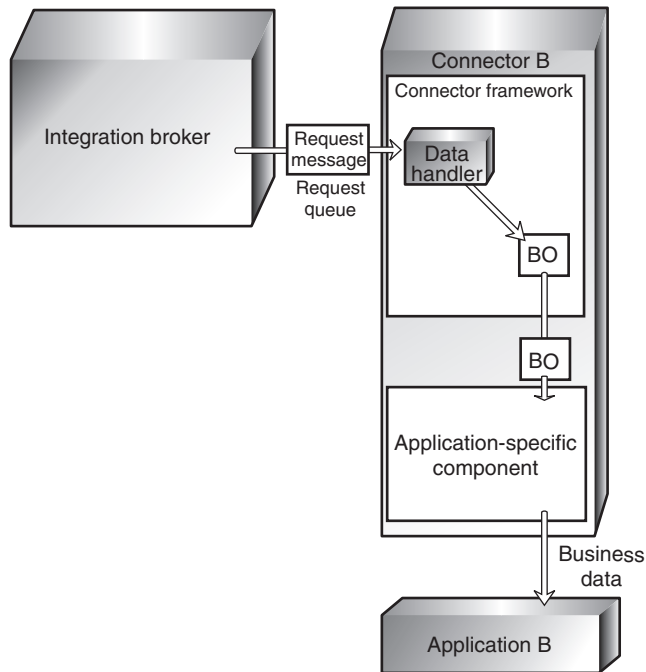 Connector B
Connector framework
Integration broker
Request
message
Request
queue
Data
handler
BO
BO
Application-specific
component
Business
data
Application B